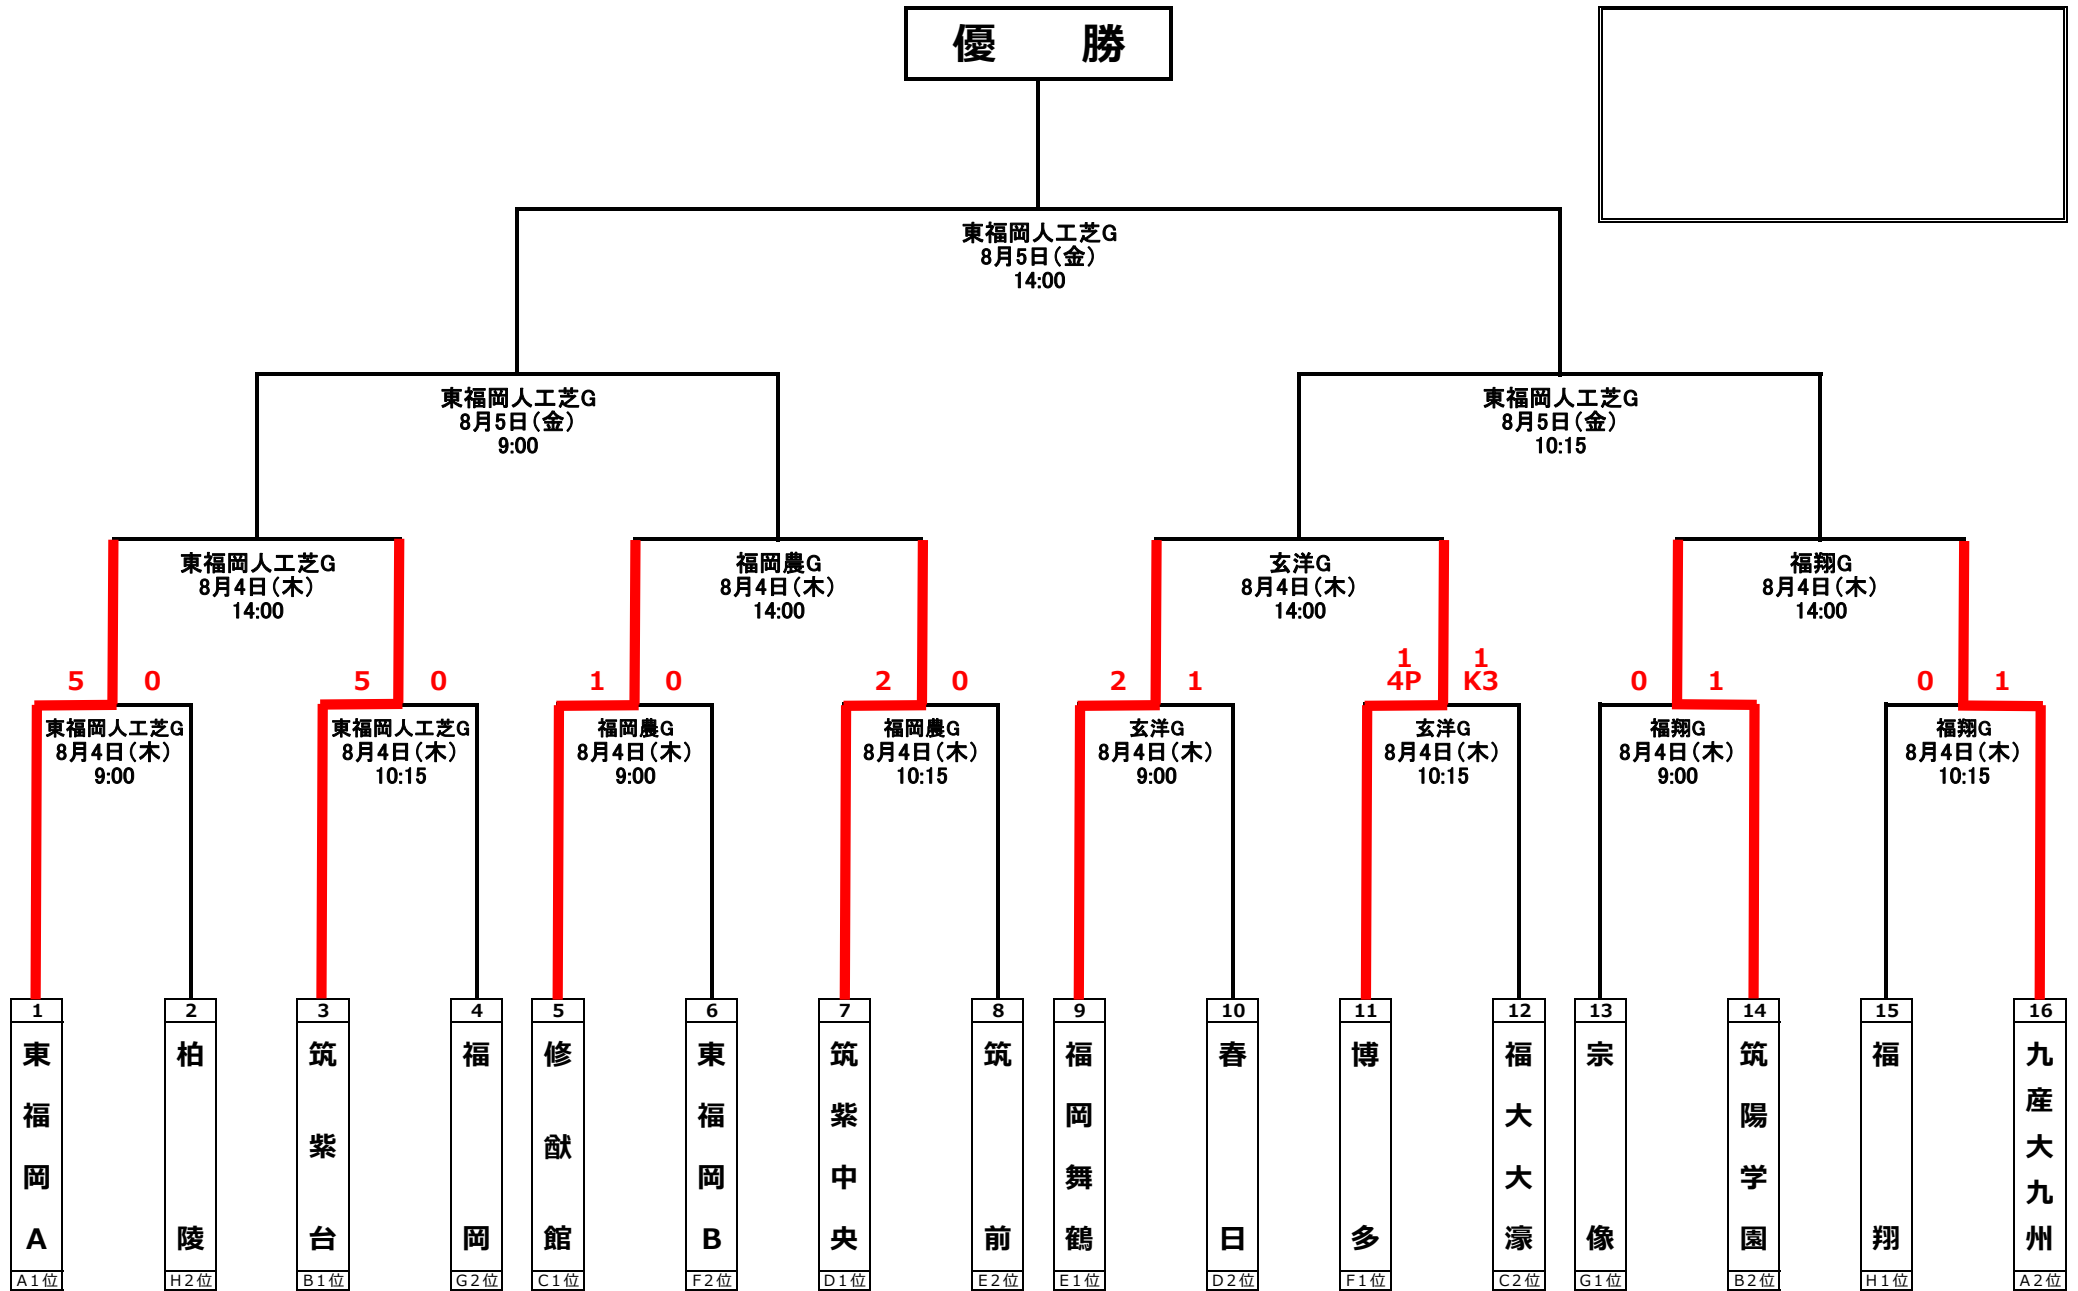 優 勝
東福岡人工芝G
8月5日(金)
14:00
東福岡人工芝G
8月5日(金)
9:00
東福岡人工芝G
8月5日(金)
10:15
東福岡人工芝G
8月4日(木)
14:00
福岡農G
8月4日(木)
14:00
玄洋G
8月4日(木)
14:00
福翔G
8月4日(木)
14:00
5 0
5 0
1 0
2 0
2 1
1 1
4P K3
0 1
0 1
東福岡人工芝G
8月4日(木)
9:00
東福岡人工芝G
8月4日(木)
10:15
福岡農G
8月4日(木)
9:00
福岡農G
8月4日(木)
10:15
玄洋G
8月4日(木)
9:00
玄洋G
8月4日(木)
10:15
福翔G
8月4日(木)
9:00
福翔G
8月4日(木)
10:15
1
東福岡A
A1位
2
柏陵
H2位
3
筑紫台
B1位
4
福岡
G2位
5
修猷館
C1位
6
東福岡B
F2位
7
筑紫中央
D1位
8
筑前
E2位
9
福岡舞鶴
E1位
10
春日
D2位
11
博多
F1位
12
福大大濠
C2位
13
宗像
G1位
14
筑陽学園
B2位
15
福翔
H1位
16
九産大九州
A2位